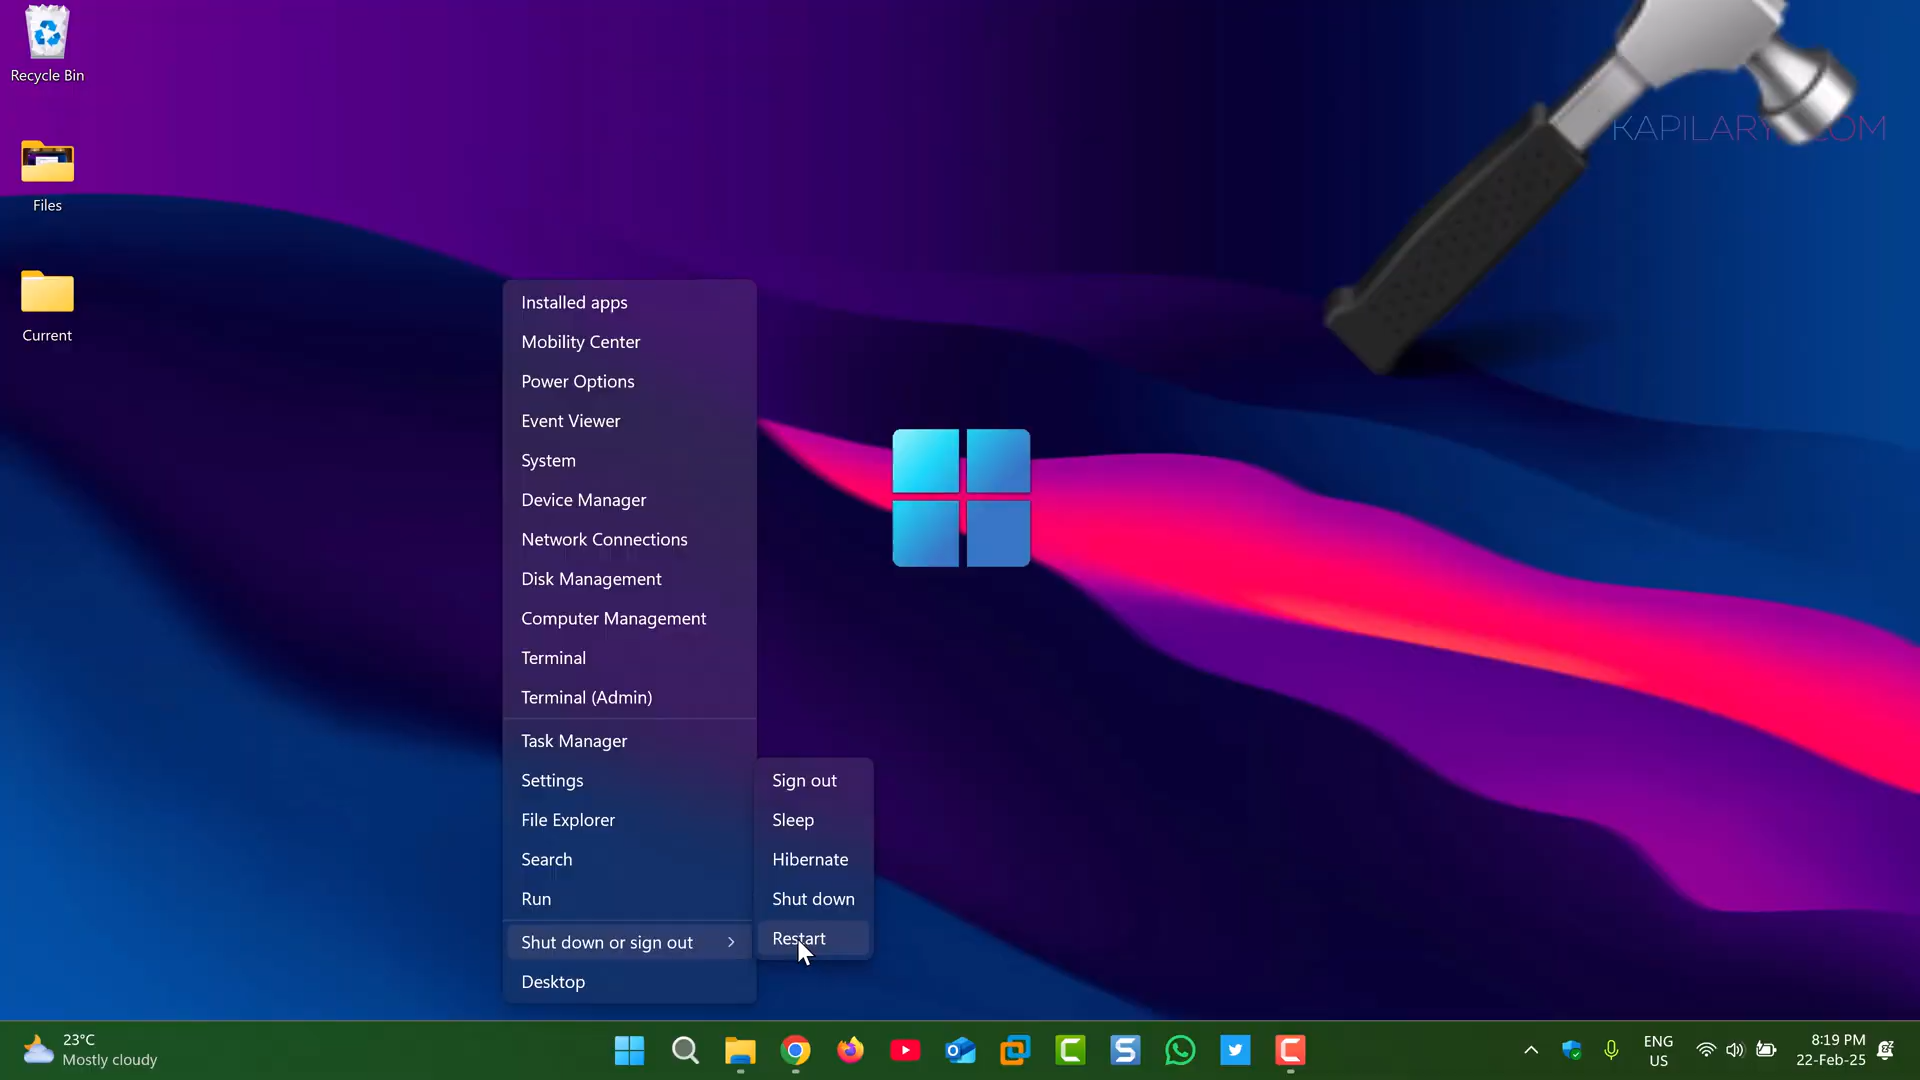 Recycle Bin
Files
Current
KAPILARY
OM
Installed apps
Mobility Center
Power Options
Event Viewer
System
Device Manager
Network Connections
Disk Management
Computer Management
Terminal
Terminal (Admin)
Task Manager
Settings
File Explorer
Search
Run
Shut down or sign out
Desktop
Sign out
Sleep
Hibernate
Shut down
Restart
23°C
Mostly cloudy
ENG
US
8:19 PM
22-Feb-25